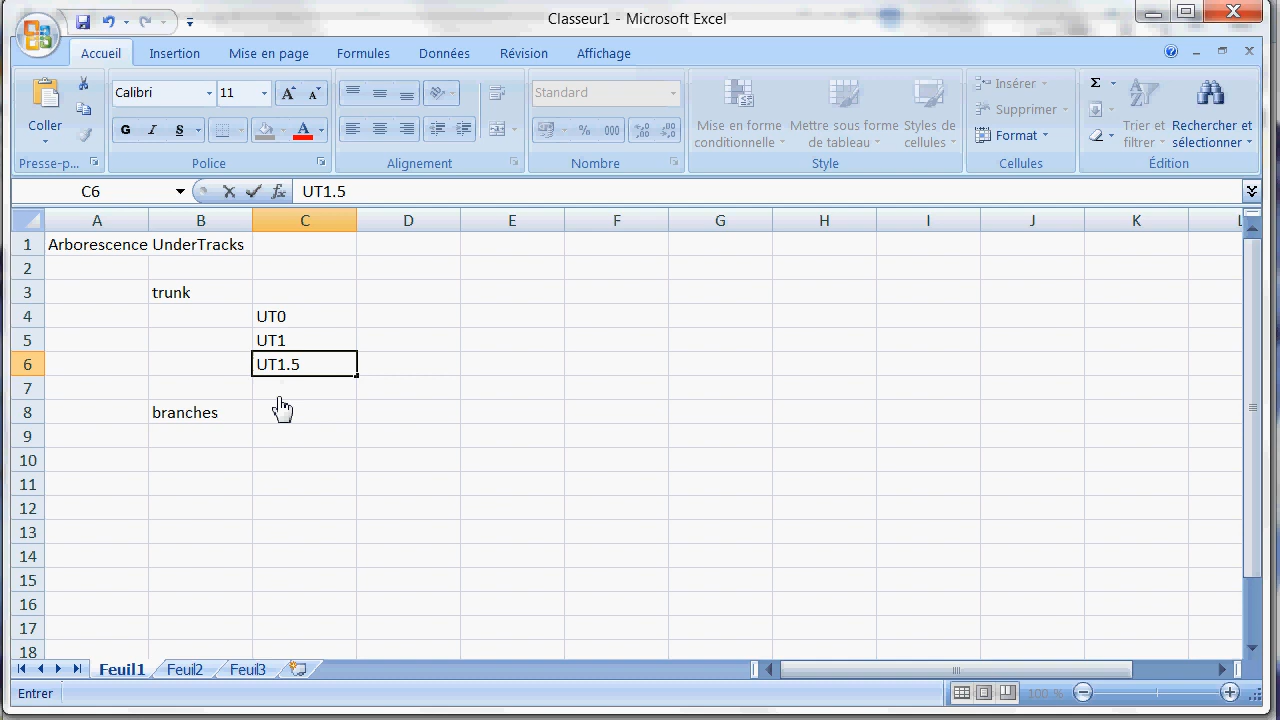 Classeur1 - Microsoft Excel
Accueil Insertion Mise en page Formules Données Révision Affichage
Coller
Presse-p...
Calibri 11
G I S A
Police
Alignement
Standard
% 000
Nombre
Mise en forme conditionnelle
Mettre sous forme de tableau
Styles de cellules
Style
Insérer
Supprimer
Format
Cellules
Σ
Trier et filtrer
Rechercher et sélectionner
Édition
C6 fx UT1.5
A B C D E F G H I J K L
1 Arborescence UnderTracks
2
3 trunk
4 UT0
5 UT1
6 UT1.5
7
8 branches
9
10
11
12
13
14
15
16
17
18
Feuil1 Feuil2 Feuil3
Entrer 100 %